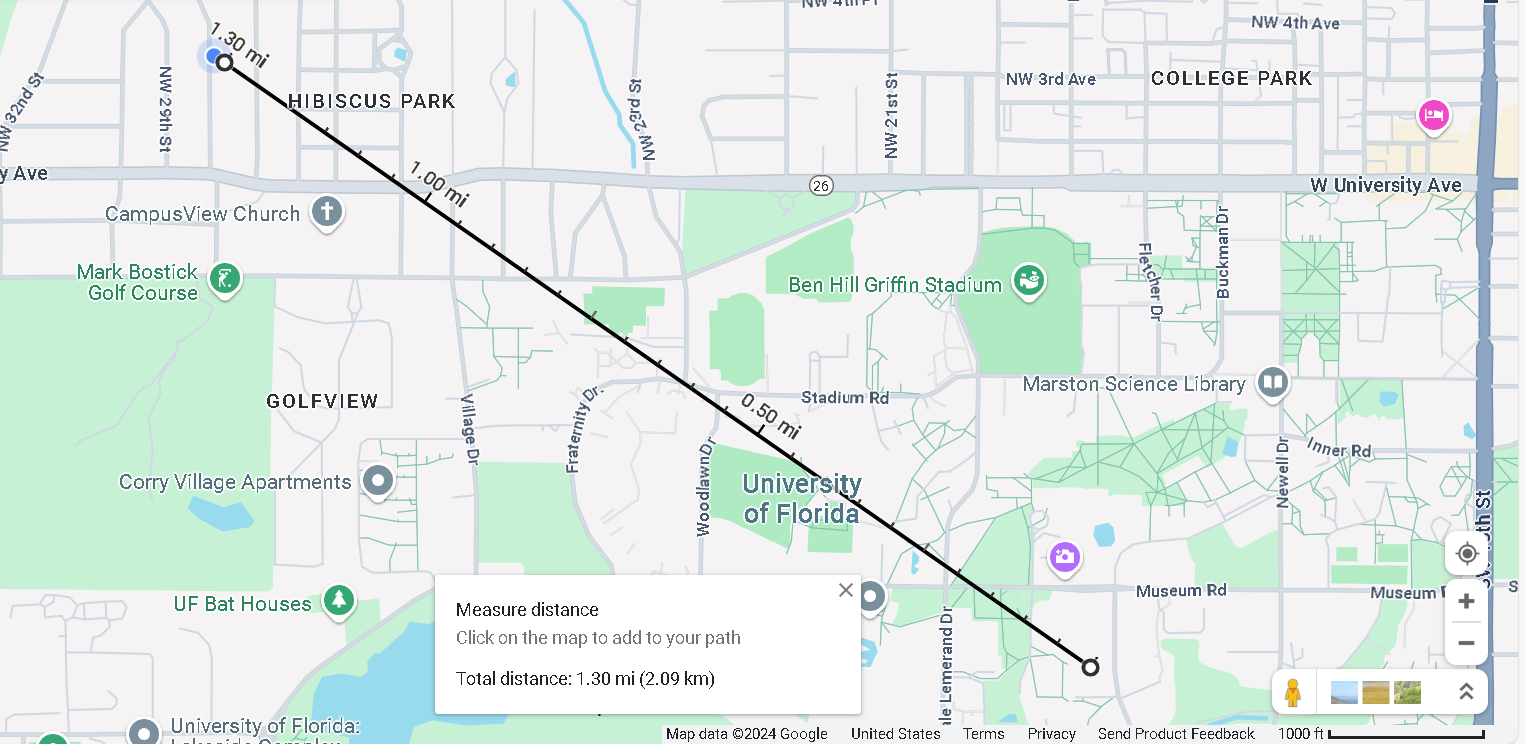 NW 4th Pl
NW 4th Ave
1.30 mi
NW 32nd St
NW 29th St
HIBISCUS PARK
NW 23rd St
NW 21st St
NW 3rd Ave
COLLEGE PARK
y Ave
1.00 mi
26
W University Ave
CampusView Church
Mark Bostick
Golf Course
Ben Hill Griffin Stadium
Fletcher Dr
Buckman Dr
GOLFVIEW
Village Dr
Fraternity Dr.
Stadium Rd
0.50 mi
Marston Science Library
Woodlawn Dr
Inner Rd
Newell Dr
Corry Village Apartments
University
of Florida
UF Bat Houses
Museum Rd
Museum
Measure distance
Click on the map to add to your path
Total distance: 1.30 mi (2.09 km)
ale Lemerand Dr
University of Florida:
Google
Map data ©2024 Google United States Terms Privacy Send Product Feedback 1000 ft